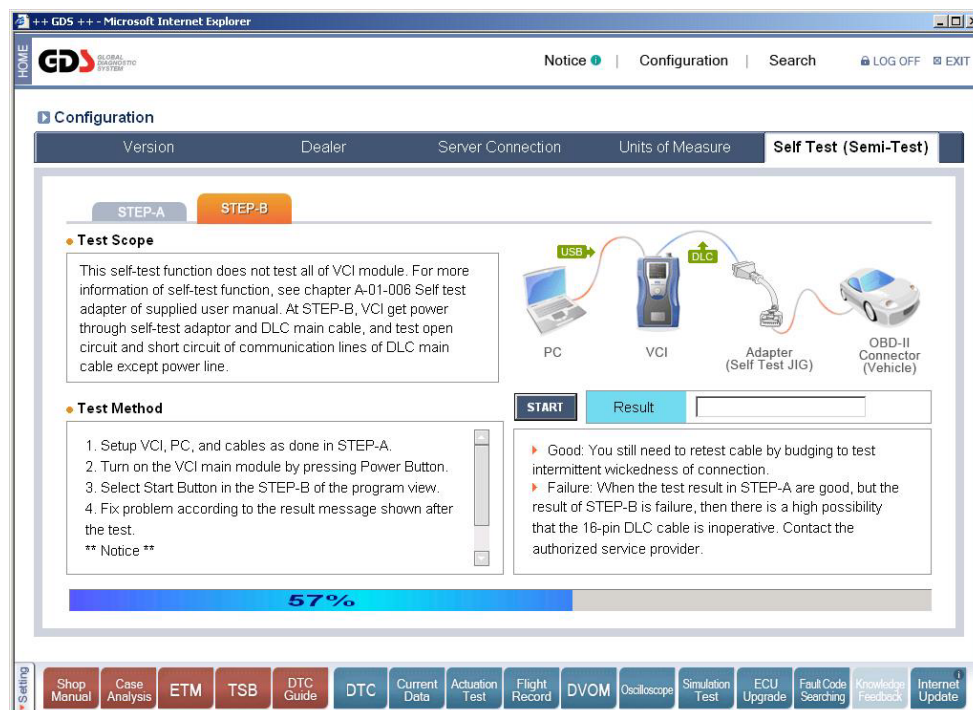 ++ GDS ++ - Microsoft Internet Explorer
HOME
GDS GLOBAL DIAGNOSTIC SYSTEM
Notice | Configuration | Search LOG OFF EXIT
Configuration
Version Dealer Server Connection Units of Measure Self Test (Semi-Test)
STEP-A STEP-B
Test Scope
This self-test function does not test all of VCI module. For more
information of self-test function, see chapter A-01-006 Self test
adapter of supplied user manual. At STEP-B, VCI get power
through self-test adaptor and DLC main cable, and test open
circuit and short circuit of communication lines of DLC main
cable except power line.
USB
DLC
PC
VCI
Adapter
(Self Test JIG)
OBD-II
Connector
(Vehicle)
Test Method
1. Setup VCI, PC, and cables as done in STEP-A.
2. Turn on the VCI main module by pressing Power Button.
3. Select Start Button in the STEP-B of the program view.
4. Fix problem according to the result message shown after
the test.
** Notice **
START Result
Good: You still need to retest cable by budging to test
intermittent wickedness of connection.
Failure: When the test result in STEP-A are good, but the
result of STEP-B is failure, then there is a high possibility
that the 16-pin DLC cable is inoperative. Contact the
authorized service provider.
57%
Setting
Shop
Manual
Case
Analysis
ETM
TSB
DTC
Guide
DTC
Current
Data
Actuation
Test
Flight
Record
DVOM
Oscilloscope
Simulation
Test
ECU
Upgrade
Fault Code
Searching
Knowledge
Feedback
Internet
Update